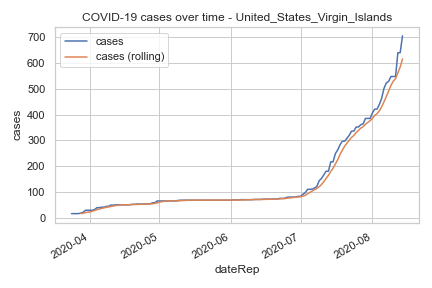 COVID-19 cases over time - United_States_Virgin_Islands
cases
cases (rolling)
700
600
500
400
300
200
100
0
cases
2020-04
2020-05
2020-06
2020-07
2020-08
dateRep